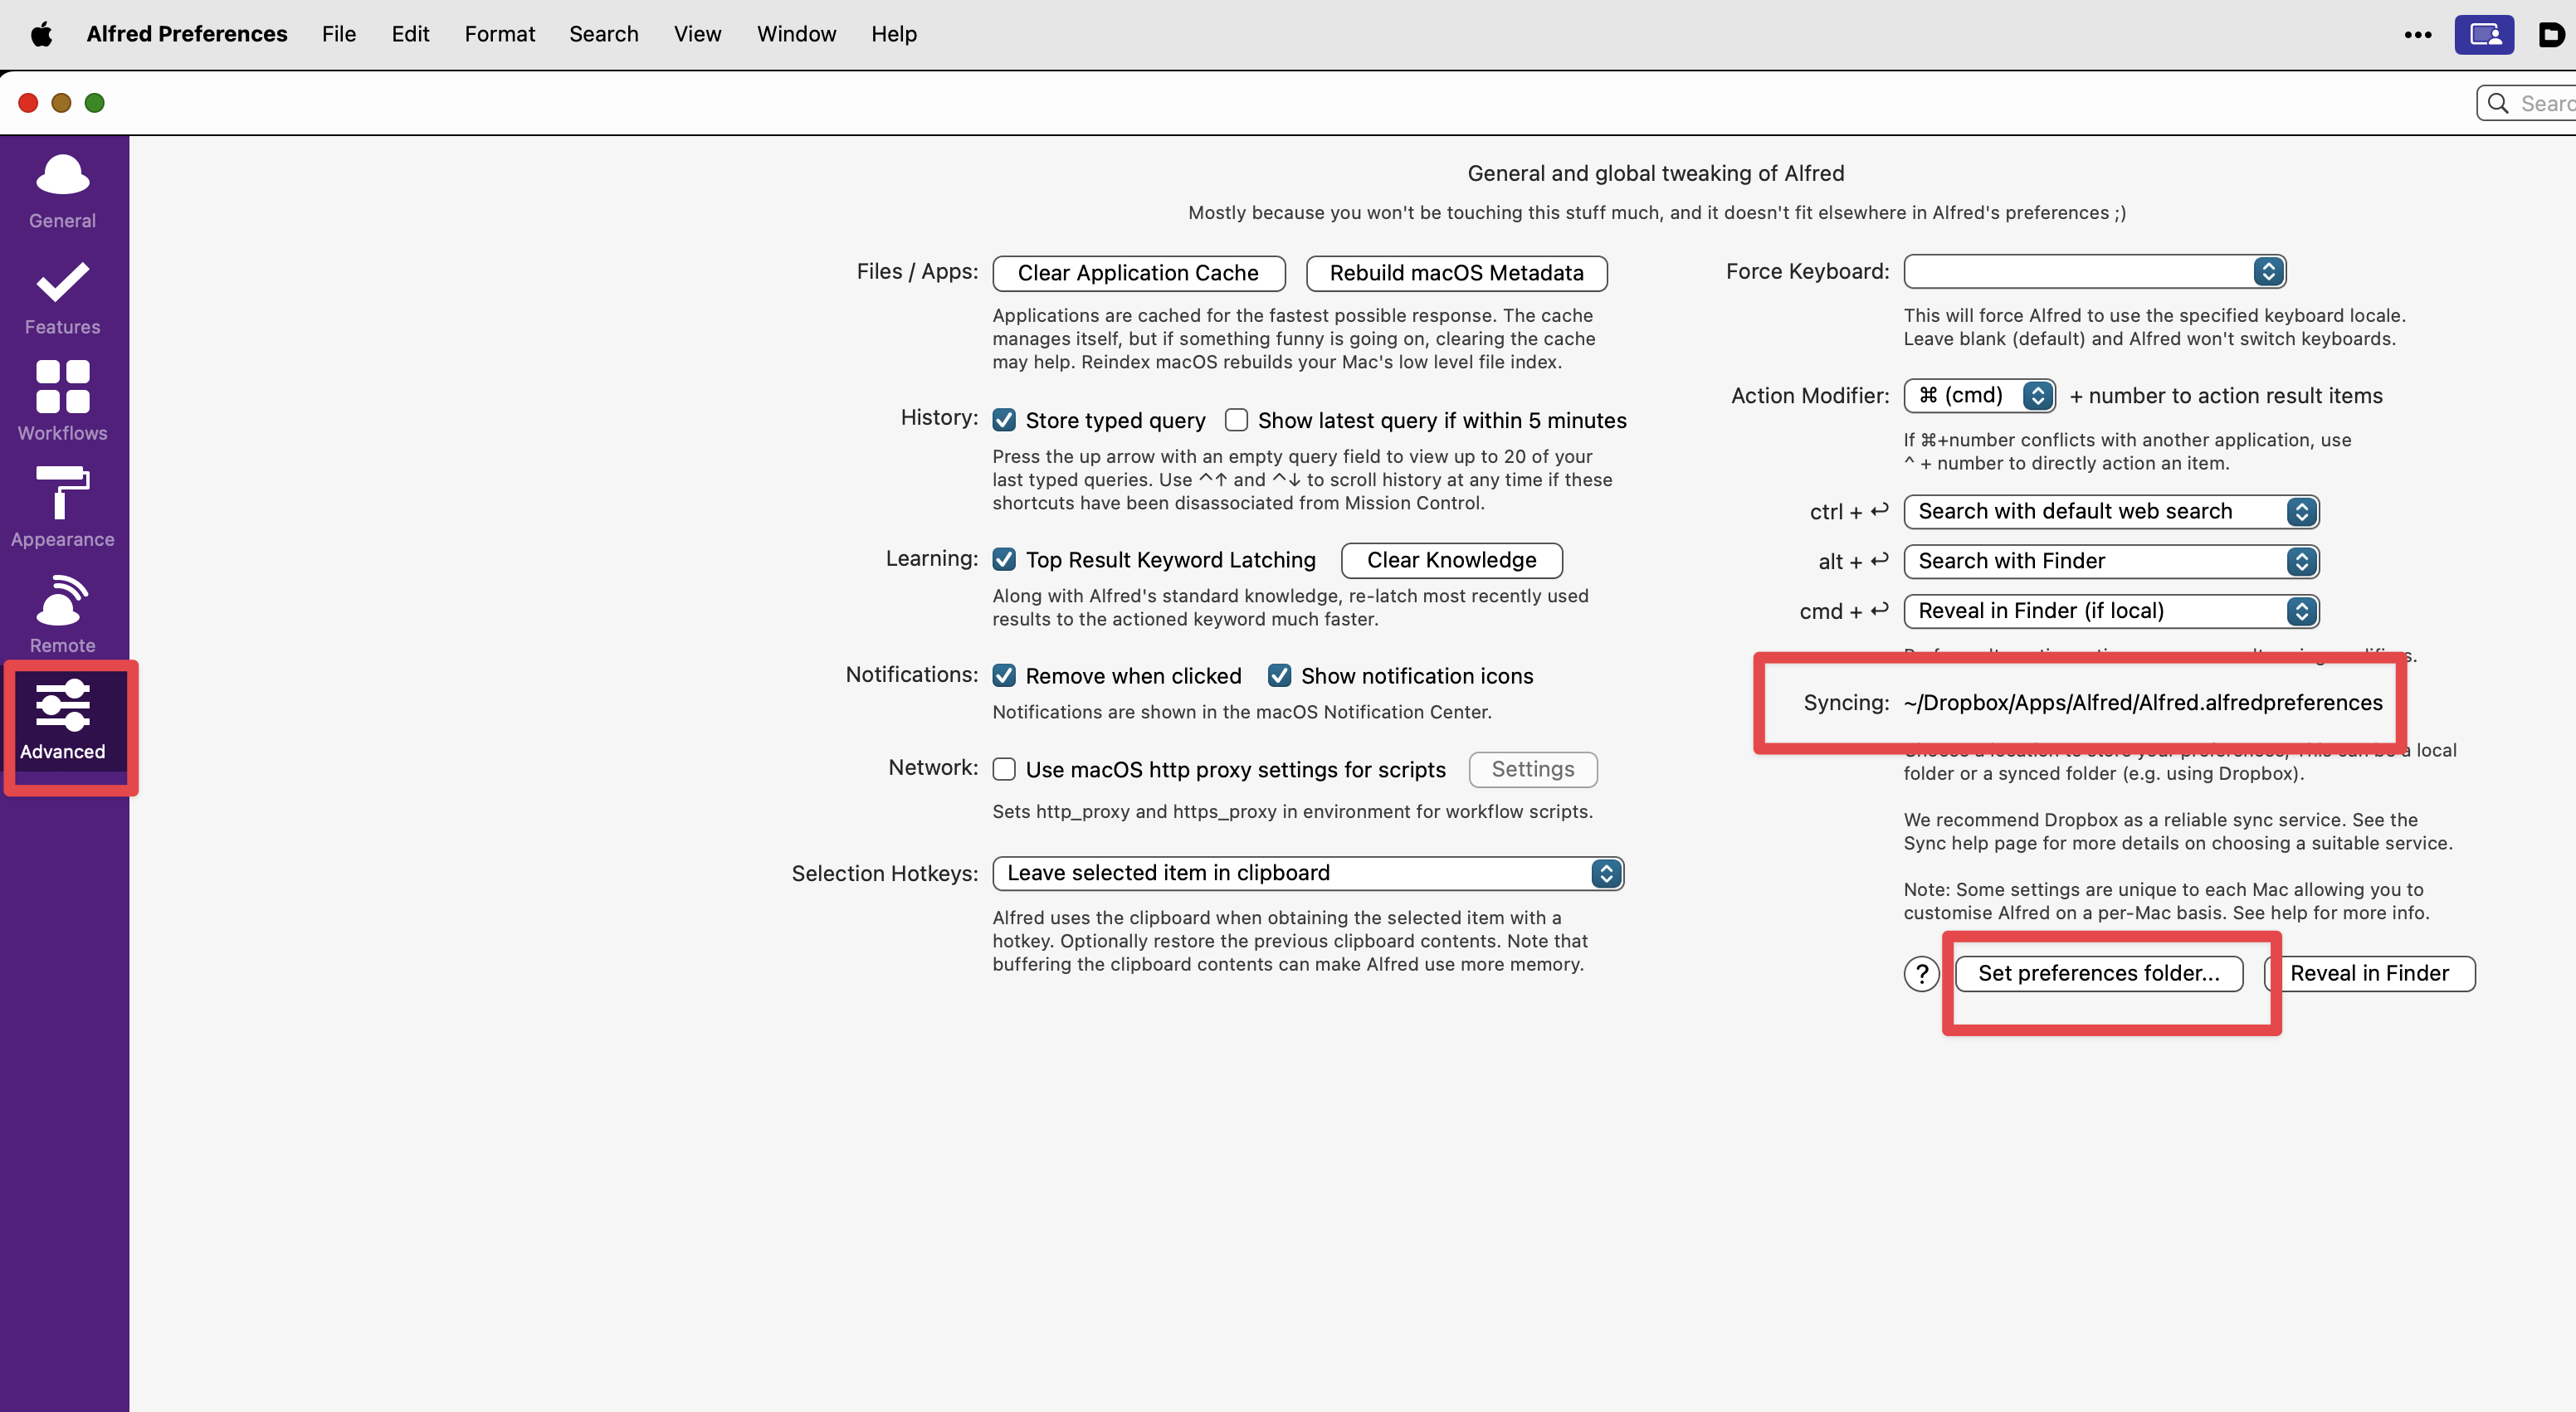 Alfred Preferences File Edit Format Search View Window Help
General
Features
Workflows
Appearance
Remote
Advanced
General and global tweaking of Alfred
Mostly because you won't be touching this stuff much, and it doesn't fit elsewhere in Alfred's preferences ;)
Files / Apps: Clear Application Cache Rebuild macOS Metadata
Applications are cached for the fastest possible response. The cache
manages itself, but if something funny is going on, clearing the cache
may help. Reindex macOS rebuilds your Mac's low level file index.
History: Store typed query Show latest query if within 5 minutes
Press the up arrow with an empty query field to view up to 20 of your
last typed queries. Use ^↑ and ^↓ to scroll history at any time if these
shortcuts have been disassociated from Mission Control.
Learning: Top Result Keyword Latching Clear Knowledge
Along with Alfred's standard knowledge, re-latch most recently used
results to the actioned keyword much faster.
Notifications: Remove when clicked Show notification icons
Notifications are shown in the macOS Notification Center.
Network: Use macOS http proxy settings for scripts Settings
Sets http_proxy and https_proxy in environment for workflow scripts.
Selection Hotkeys: Leave selected item in clipboard
Alfred uses the clipboard when obtaining the selected item with a
hotkey. Optionally restore the previous clipboard contents. Note that
buffering the clipboard contents can make Alfred use more memory.
Force Keyboard:
This will force Alfred to use the specified keyboard locale.
Leave blank (default) and Alfred won't switch keyboards.
Action Modifier: ⌘ (cmd) + number to action result items
If ⌘+number conflicts with another application, use
^ + number to directly action an item.
ctrl + ↩ Search with default web search
alt + ↩ Search with Finder
cmd + ↩ Reveal in Finder (if local)
Syncing: ~/Dropbox/Apps/Alfred/Alfred.alfredpreferences
Choose a location to store your preferences, This can be a local
folder or a synced folder (e.g. using Dropbox).
We recommend Dropbox as a reliable sync service. See the
Sync help page for more details on choosing a suitable service.
Note: Some settings are unique to each Mac allowing you to
customise Alfred on a per-Mac basis. See help for more info.
? Set preferences folder... Reveal in Finder